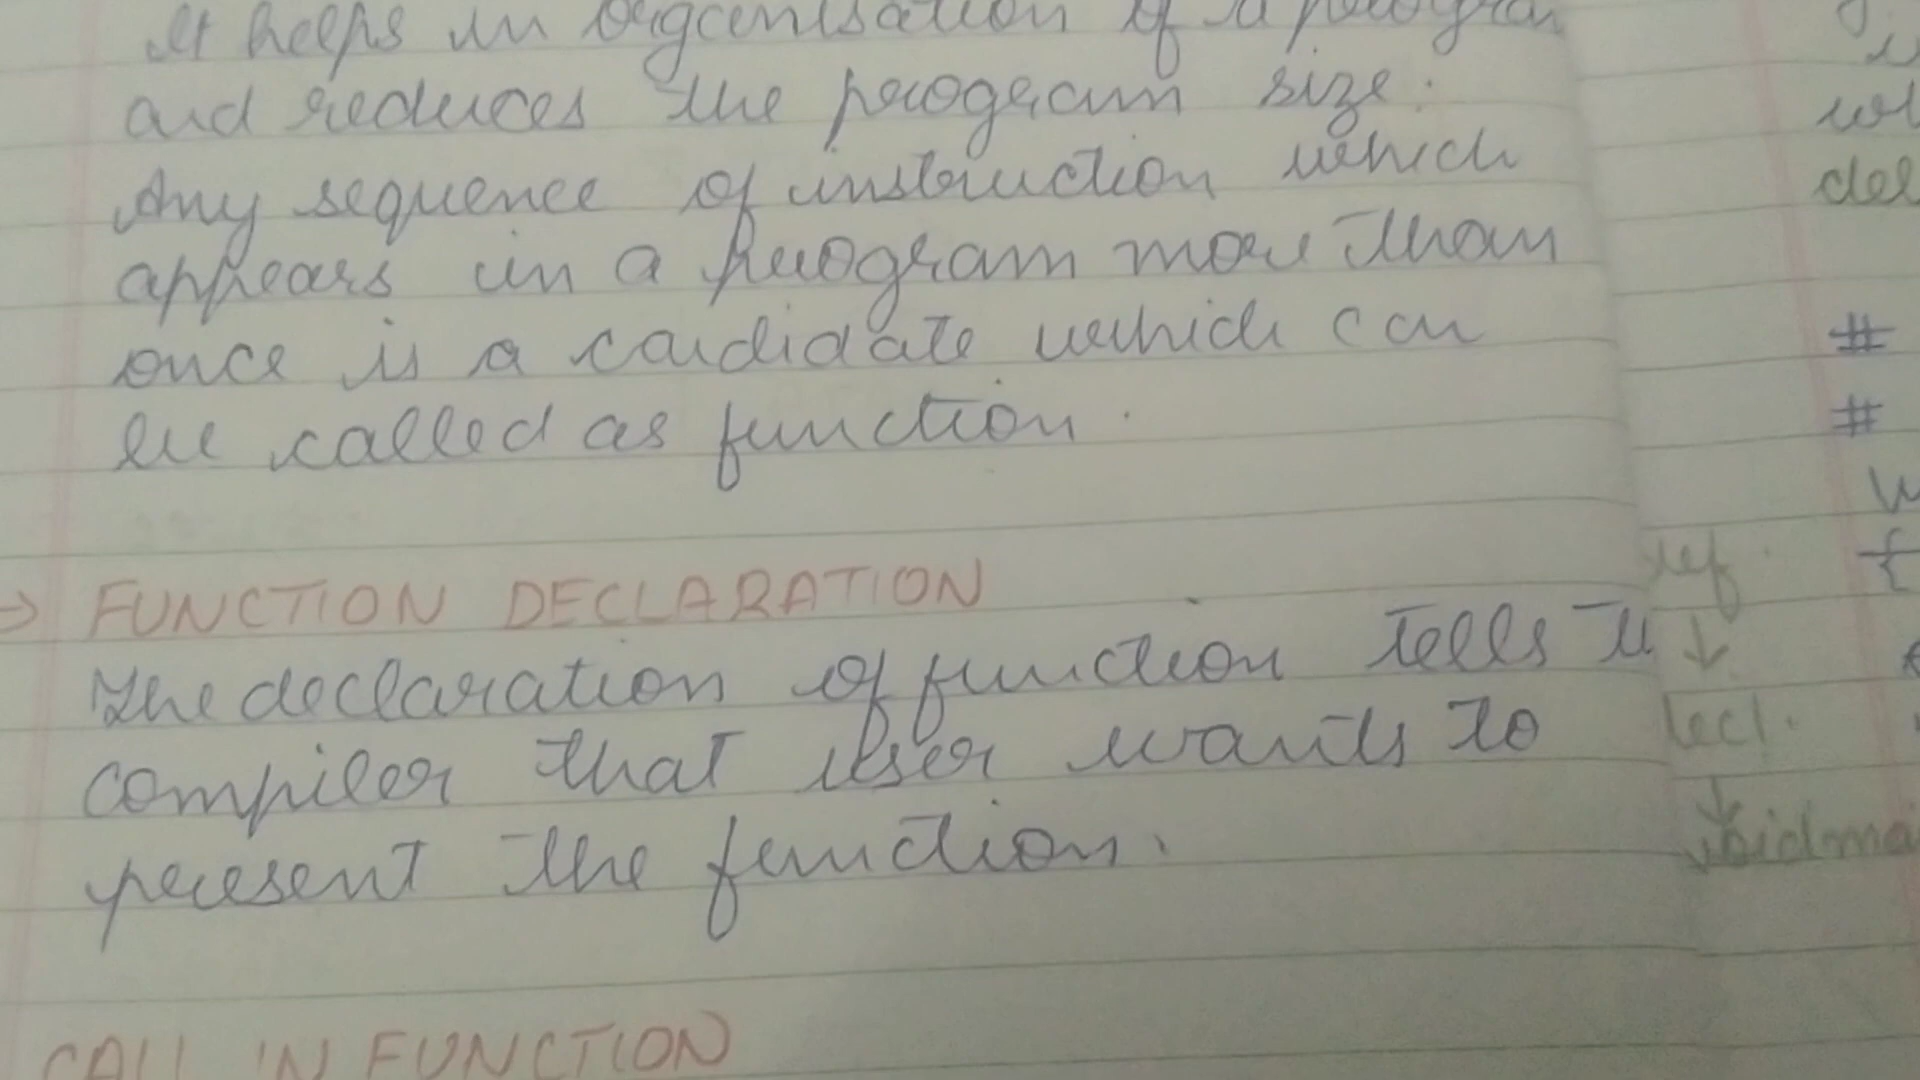 It helps in organisation of a program
and reduces the program size.
Any sequence of instruction which
appears in a program more than
once is a cadidate which can
be called as function.
→ FUNCTION DECLARATION
The declaration of function tells
compiler that user wants to
present the function.
CALL IN FUNCTION
#
#
{
↓
decl.
↓